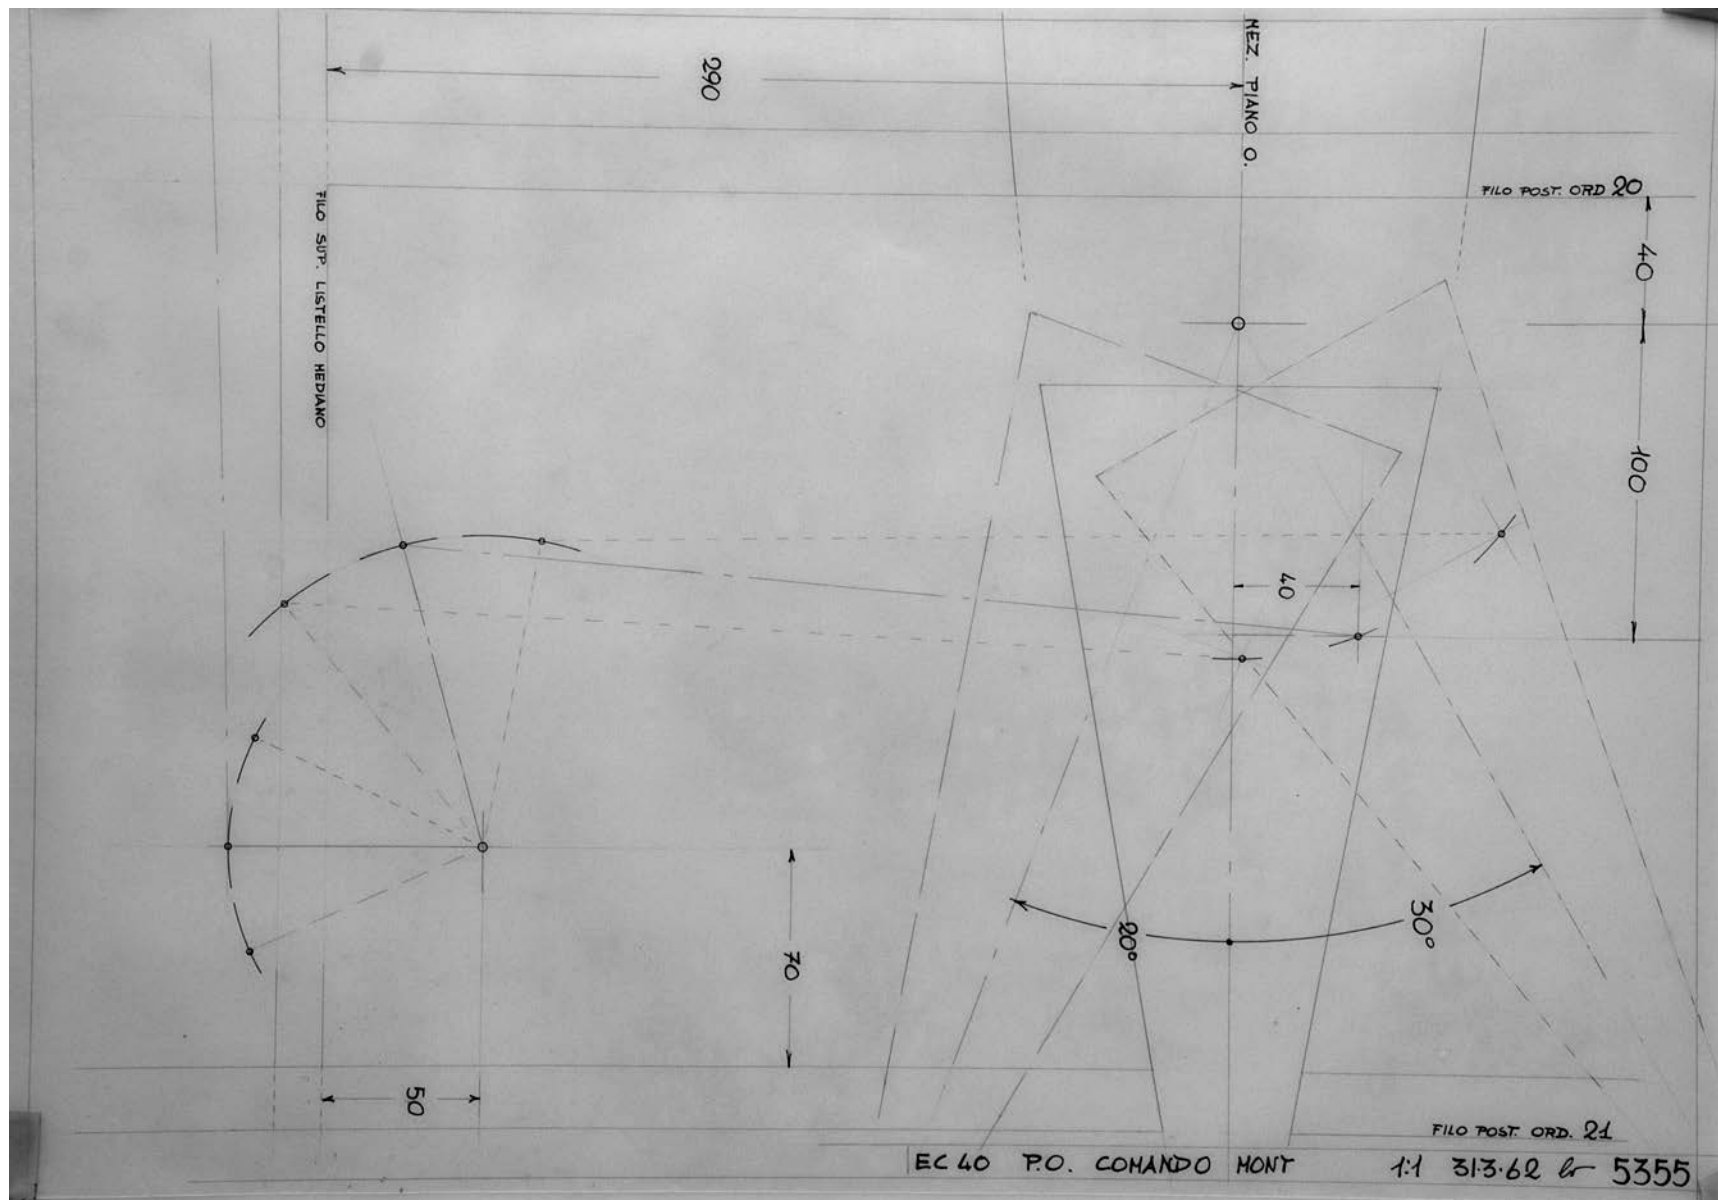 290
MEZ. PIANO O.
FILO POST. ORD 20
40
FILO SUP. LISTELLO MEDIANO
100
40
30°
20°
70
50
FILO POST. ORD. 21
EC 40 P.O. COMANDO MONT 1:1 31·3·62 5355